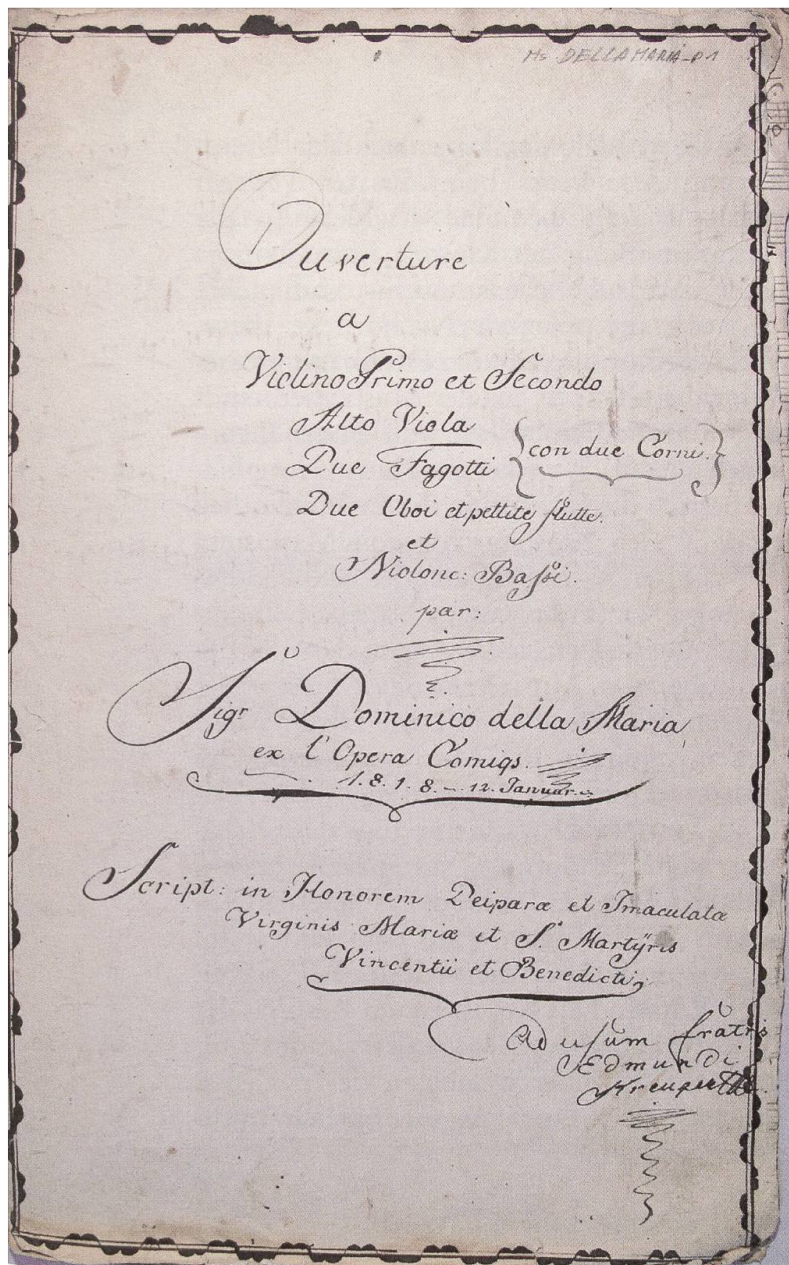 Ms DELLAMARIA-01
Ouverture
a
Violino Primo et Secondo
Alto Viola
Due Fagotti {con due Corni.}
Due Oboi et pettite flutte.
et
Violonc: Bassi.
par:
Sigr Dominico della Maria
ex l'Opera Comiqs.
1.8.1.8. – 12. Januar.
Script: in Honorem Deiparæ et Imaculatæ
Virginis Mariæ et S. Martÿris
Vincentii et Benedicti
Ad usum fratris
Edmundi